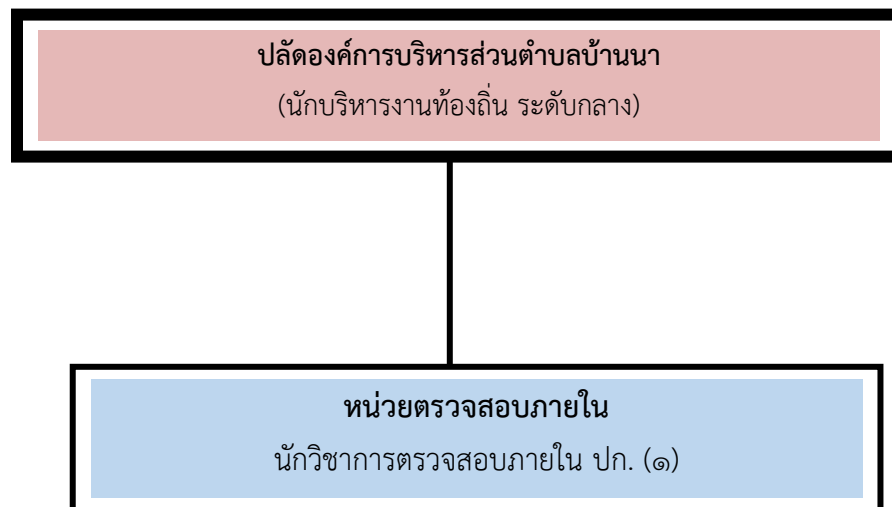 ปลัดองค์การบริหารส่วนตำบลบ้านนา
(นักบริหารงานท้องถิ่น ระดับกลาง)
หน่วยตรวจสอบภายใน
นักวิชาการตรวจสอบภายใน ปก. (๑)